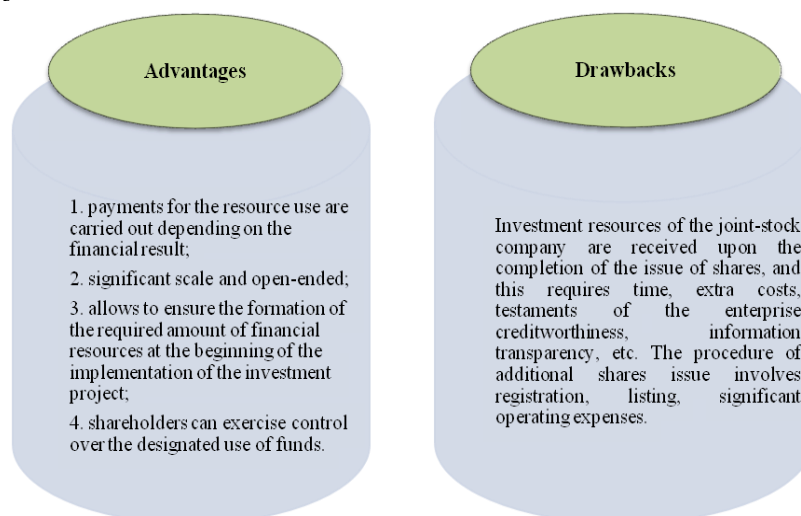 Advantages
1. payments for the resource use are
carried out depending on the
financial result;
2. significant scale and open-ended;
3. allows to ensure the formation of
the required amount of financial
resources at the beginning of the
implementation of the investment
project;
4. shareholders can exercise control
over the designated use of funds.
Drawbacks
Investment resources of the joint-stock
company are received upon the
completion of the issue of shares, and
this requires time, extra costs,
testaments of the enterprise
creditworthiness, information
transparency, etc. The procedure of
additional shares issue involves
registration, listing, significant
operating expenses.